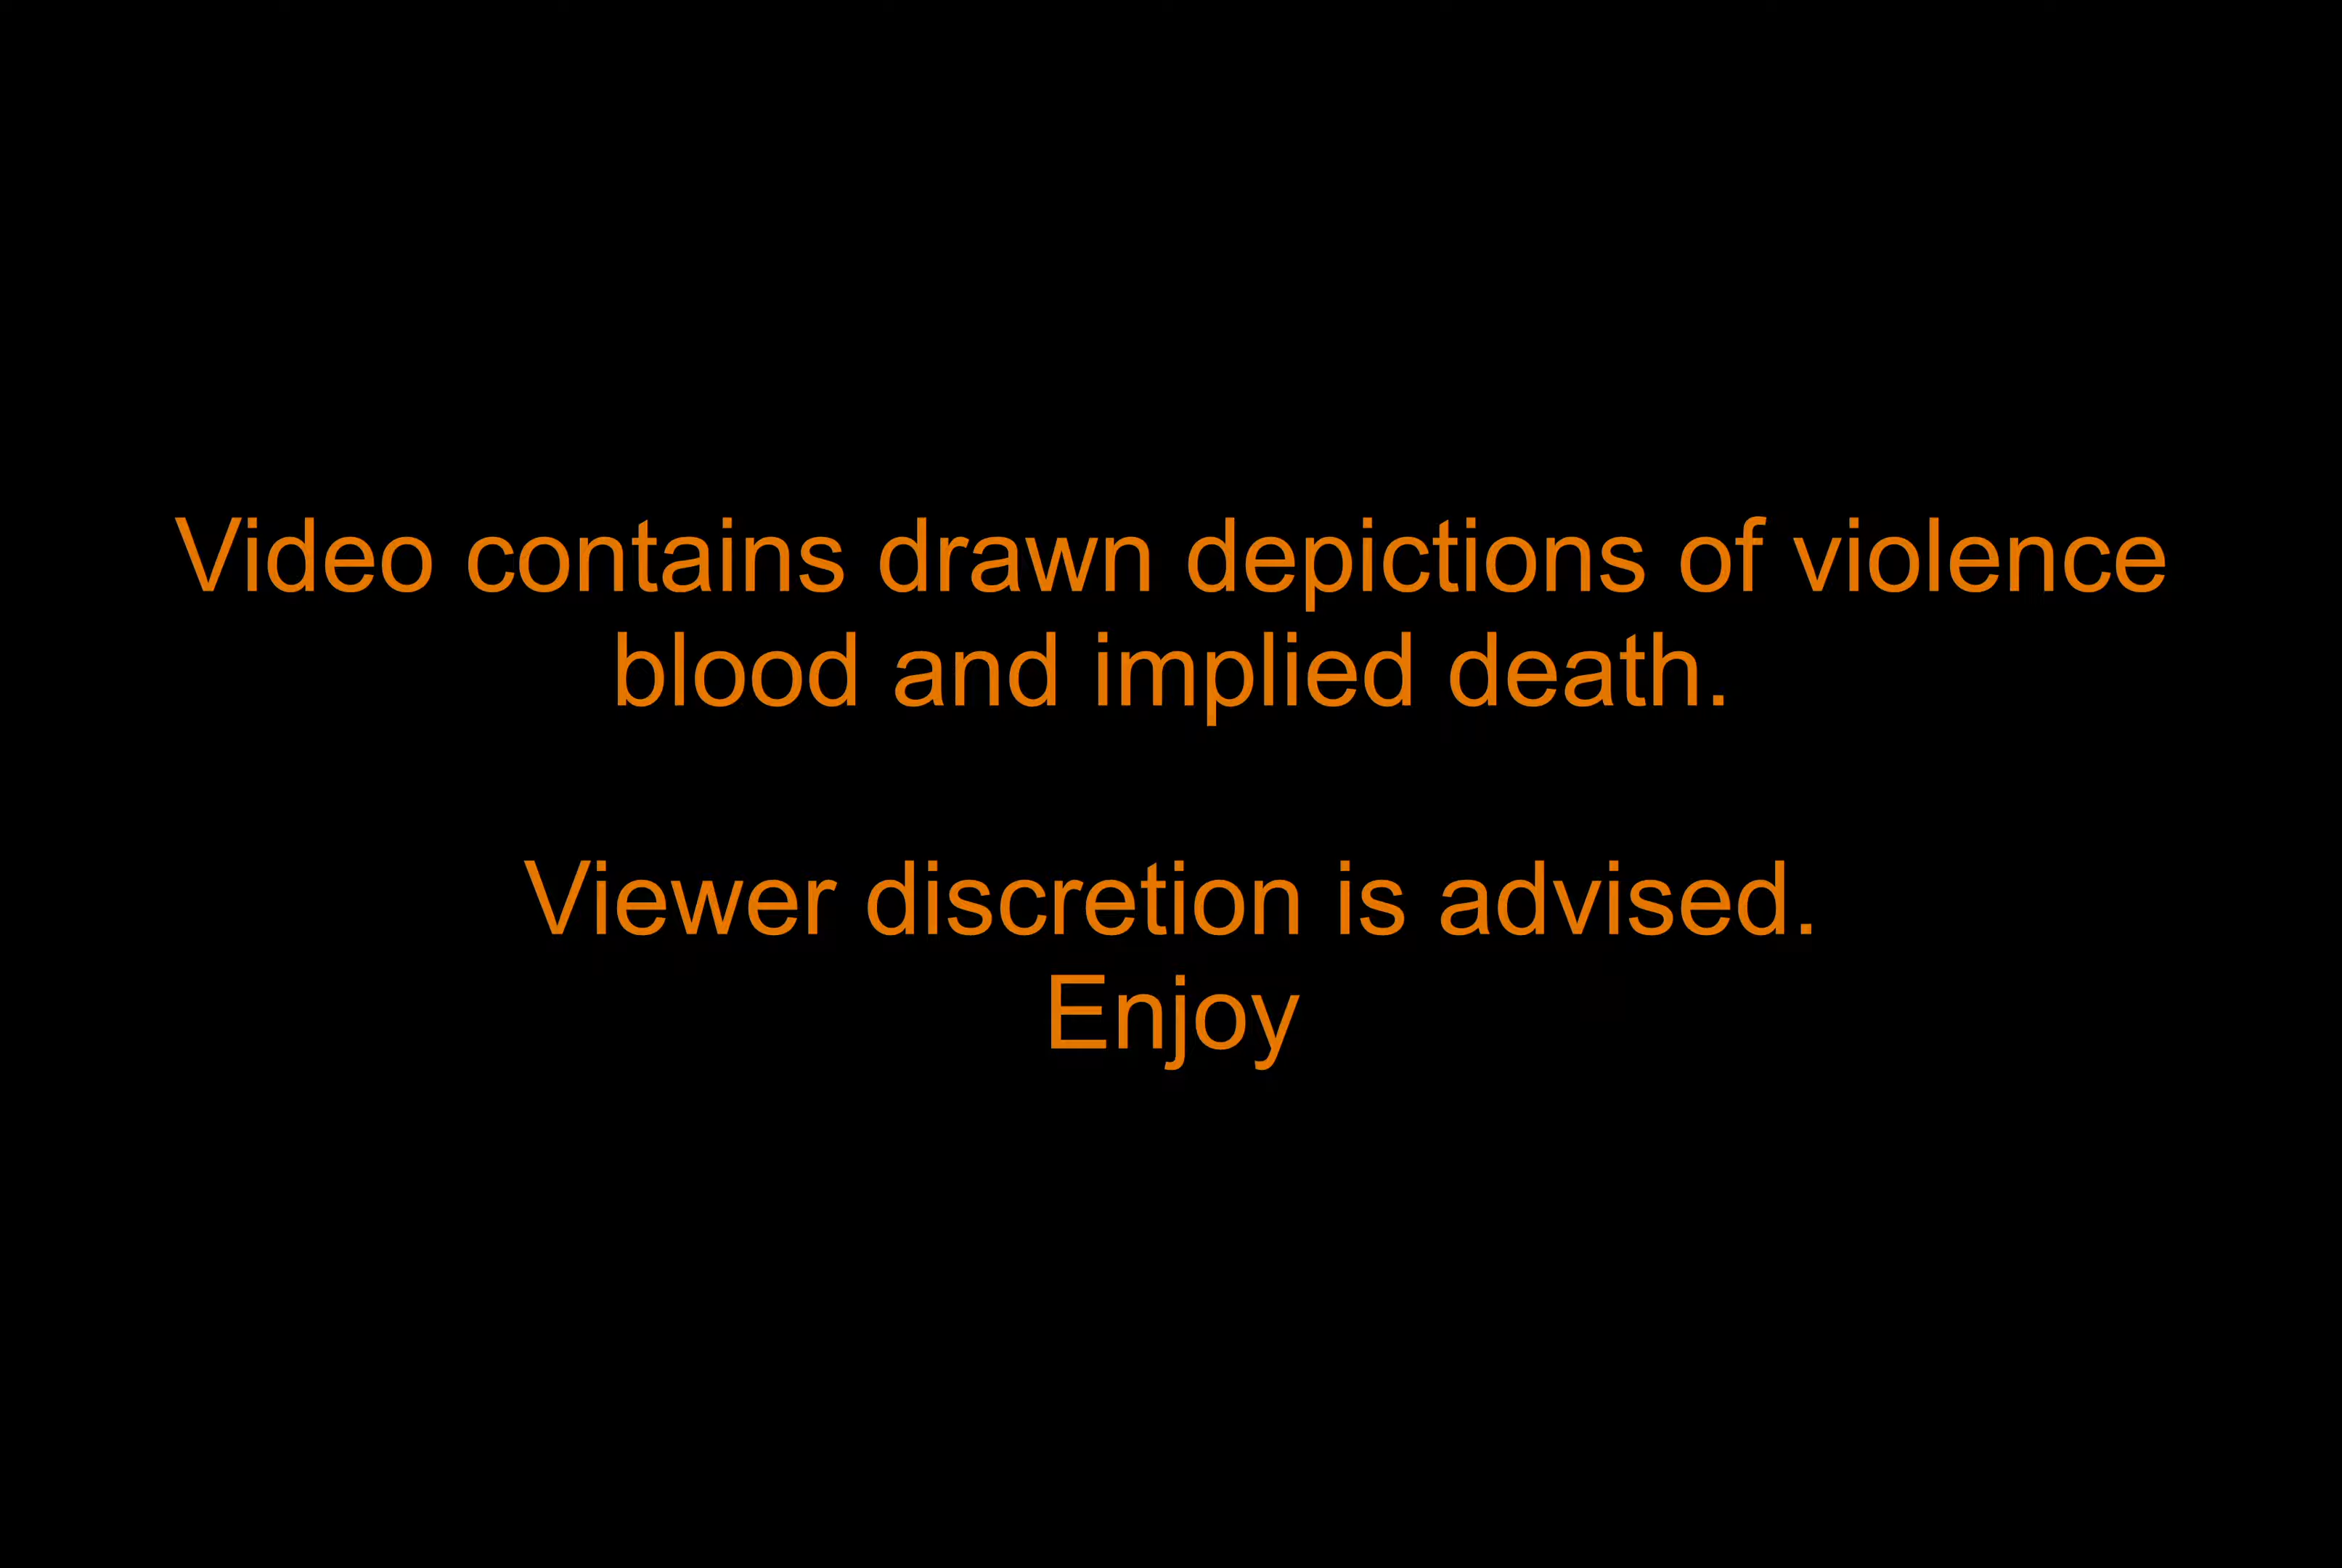 Video contains drawn depictions of violence
blood and implied death.
Viewer discretion is advised.
Enjoy